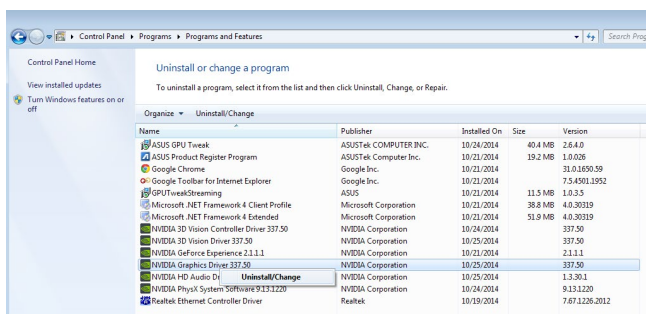 Control Panel ▸ Programs ▸ Programs and Features
Search Prog
Control Panel Home
View installed updates
Turn Windows features on or
off
Uninstall or change a program
To uninstall a program, select it from the list and then click Uninstall, Change, or Repair.
Organize Uninstall/Change
Name Publisher Installed On Size Version
ASUS GPU Tweak ASUSTek COMPUTER INC. 10/24/2014 40.4 MB 2.6.4.0
ASUS Product Register Program ASUSTek Computer Inc. 10/21/2014 19.2 MB 1.0.026
Google Chrome Google Inc. 10/21/2014 31.0.1650.59
Google Toolbar for Internet Explorer Google Inc. 10/21/2014 7.5.4501.1952
GPUTweakStreaming ASUS 10/21/2014 11.5 MB 1.0.3.5
Microsoft .NET Framework 4 Client Profile Microsoft Corporation 10/21/2014 38.8 MB 4.0.30319
Microsoft .NET Framework 4 Extended Microsoft Corporation 10/21/2014 51.9 MB 4.0.30319
NVIDIA 3D Vision Controller Driver 337.50 NVIDIA Corporation 10/24/2014 337.50
NVIDIA 3D Vision Driver 337.50 NVIDIA Corporation 10/25/2014 337.50
NVIDIA GeForce Experience 2.1.1.1 NVIDIA Corporation 10/21/2014 2.1.1.1
NVIDIA Graphics Driver 337.50 NVIDIA Corporation 10/25/2014 337.50
NVIDIA HD Audio Dr Uninstall/Change NVIDIA Corporation 10/25/2014 1.3.30.1
NVIDIA PhysX System Software 9.13.1220 NVIDIA Corporation 10/24/2014 9.13.1220
Realtek Ethernet Controller Driver Realtek 10/19/2014 7.67.1226.2012